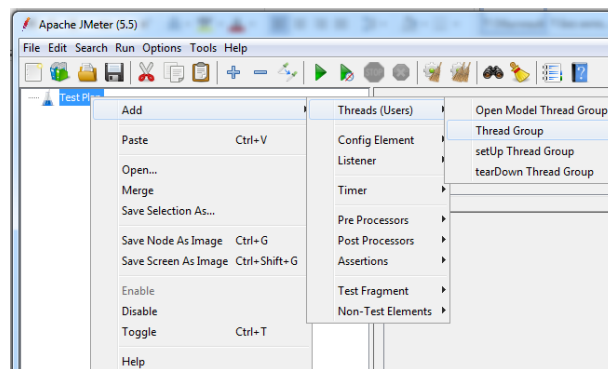 Apache JMeter (5.5)
File Edit Search Run Options Tools Help
Test Plan
Add
Paste Ctrl+V
Open...
Merge
Save Selection As...
Save Node As Image Ctrl+G
Save Screen As Image Ctrl+Shift+G
Enable
Disable
Toggle Ctrl+T
Help
Threads (Users)
Config Element
Listener
Timer
Pre Processors
Post Processors
Assertions
Test Fragment
Non-Test Elements
Open Model Thread Group
Thread Group
setUp Thread Group
tearDown Thread Group